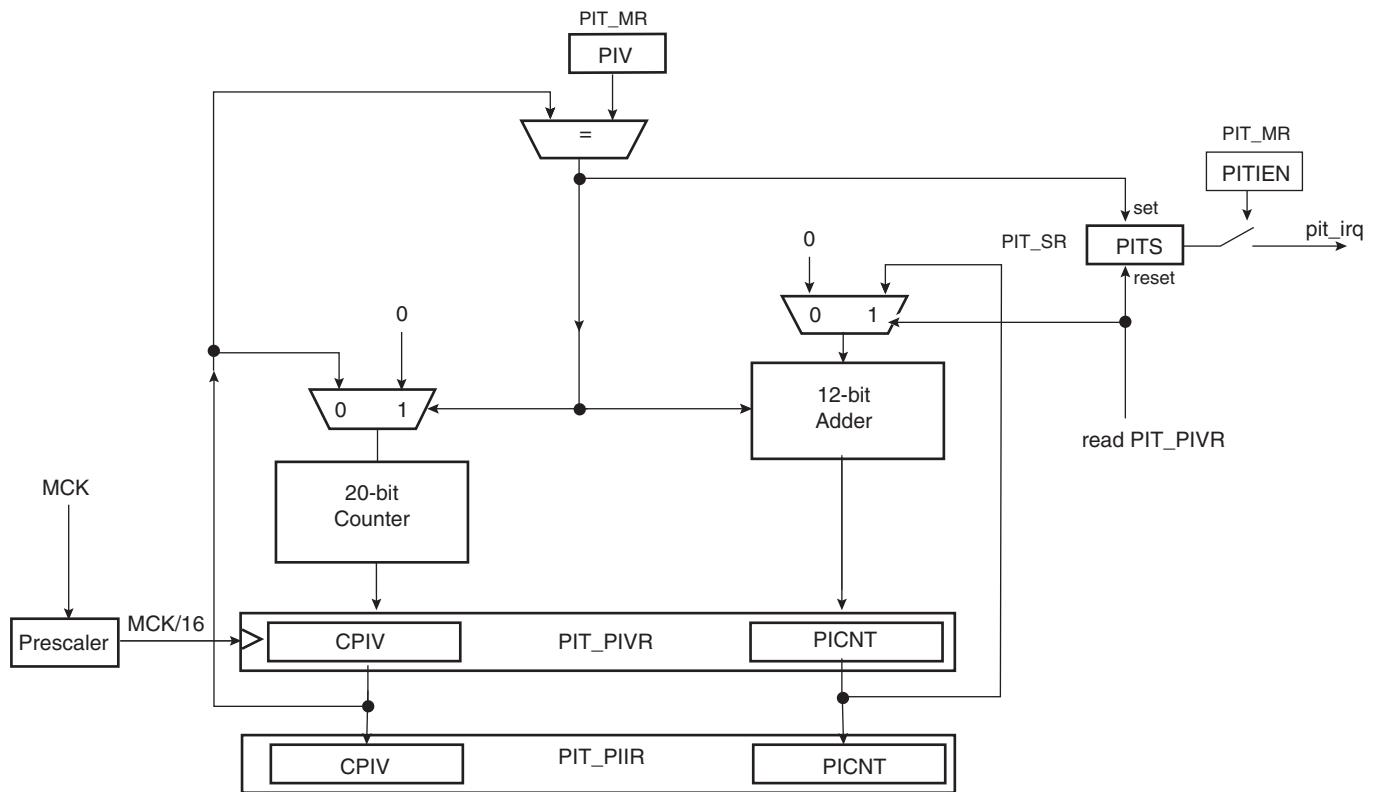 PIT_MR
PIV
=
PIT_MR
PITIEN
set
0
PIT_SR
PITS
pit_irq
reset
0
0 1
0 1
12-bit
Adder
read PIT_PIVR
MCK
20-bit
Counter
MCK/16
Prescaler
CPIV
PIT_PIVR
PICNT
CPIV
PIT_PIIR
PICNT